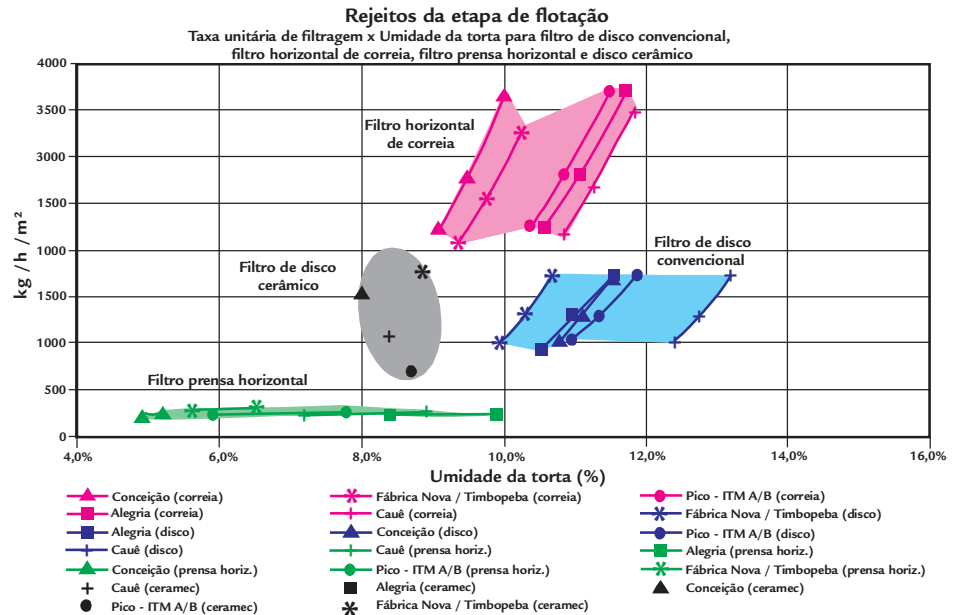 Rejeitos da etapa de flotação
Taxa unitária de filtragem x Umidade da torta para filtro de disco convencional,
filtro horizontal de correia, filtro prensa horizontal e disco cerâmico
4000
3500
3000
2500
1000
1500
1000
500
0
kg / h / m²
Filtro horizontal
de correia
Filtro de disco
convencional
Filtro de disco
cerâmico
Filtro prensa horizontal
4,0%
6,0%
8,0%
10,0%
12,0%
14,0%
16,0%
Umidade da torta (%)
Conceição (correia)
Fábrica Nova / Timbopeba (correia)
Pico - ITM A/B (correia)
Alegria (correia)
Cauê (correia)
Fábrica Nova / Timbopeba (disco)
Alegria (disco)
Conceição (disco)
Pico - ITM A/B (disco)
Cauê (disco)
Cauê (prensa horiz.)
Alegria (prensa horiz.)
Conceição (prensa horiz.)
Pico - ITM A/B (prensa horiz.)
Fábrica Nova / Timbopeba (prensa horiz.)
Cauê (ceramec)
Alegria (ceramec)
Conceição (ceramec)
Pico - ITM A/B (ceramec)
Fábrica Nova / Timbopeba (ceramec)